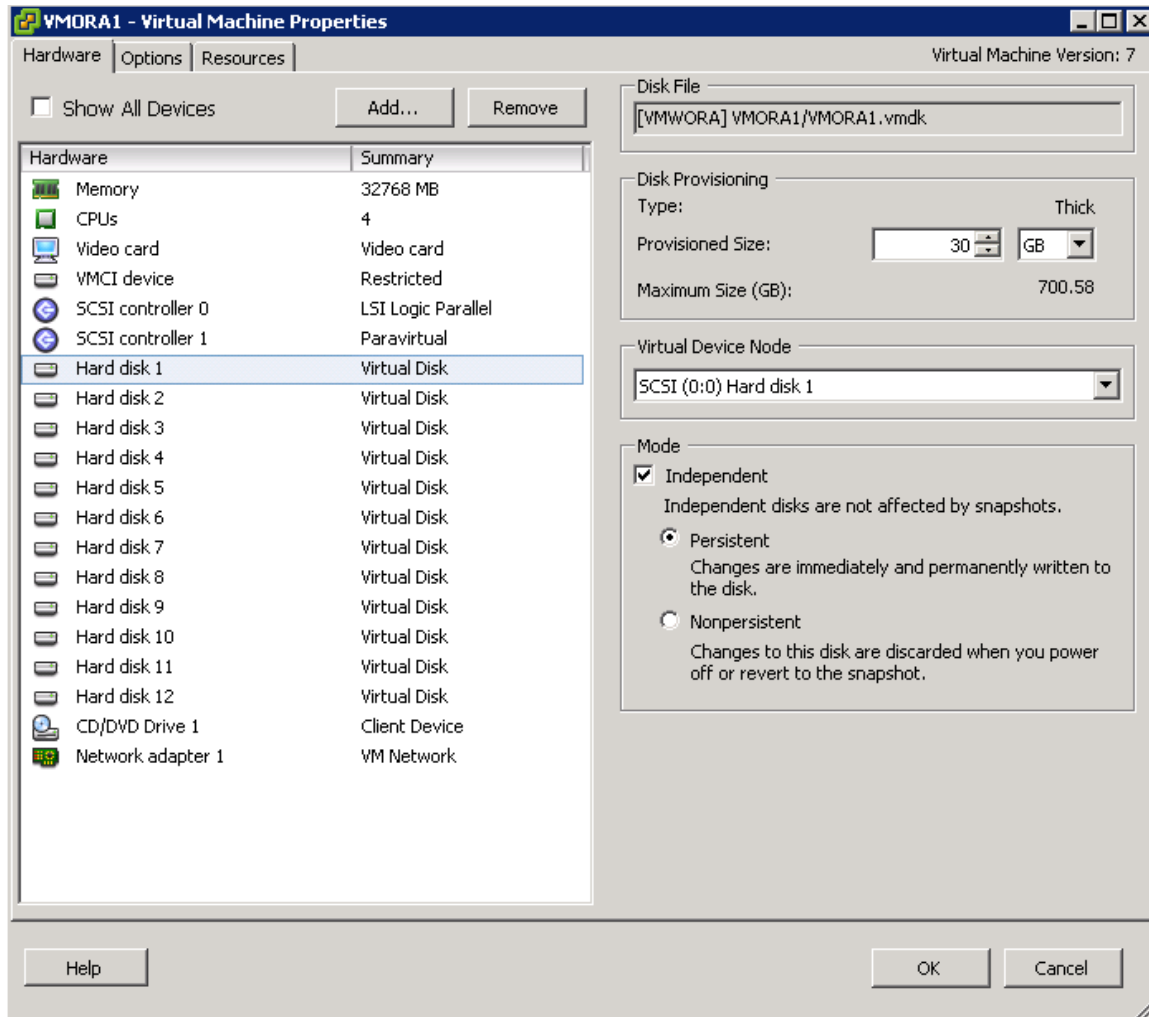 VMORA1 - Virtual Machine Properties
Hardware Options Resources
Virtual Machine Version: 7
Show All Devices
Add...
Remove
Hardware Summary
Memory 32768 MB
CPUs 4
Video card Video card
VMCI device Restricted
SCSI controller 0 LSI Logic Parallel
SCSI controller 1 Paravirtual
Hard disk 1 Virtual Disk
Hard disk 2 Virtual Disk
Hard disk 3 Virtual Disk
Hard disk 4 Virtual Disk
Hard disk 5 Virtual Disk
Hard disk 6 Virtual Disk
Hard disk 7 Virtual Disk
Hard disk 8 Virtual Disk
Hard disk 9 Virtual Disk
Hard disk 10 Virtual Disk
Hard disk 11 Virtual Disk
Hard disk 12 Virtual Disk
CD/DVD Drive 1 Client Device
Network adapter 1 VM Network
Disk File
[VMWORA] VMORA1/VMORA1.vmdk
Disk Provisioning
Type: Thick
Provisioned Size: 30 GB
Maximum Size (GB): 700.58
Virtual Device Node
SCSI (0:0) Hard disk 1
Mode
Independent
Independent disks are not affected by snapshots.
Persistent
Changes are immediately and permanently written to
the disk.
Nonpersistent
Changes to this disk are discarded when you power
off or revert to the snapshot.
Help
OK
Cancel